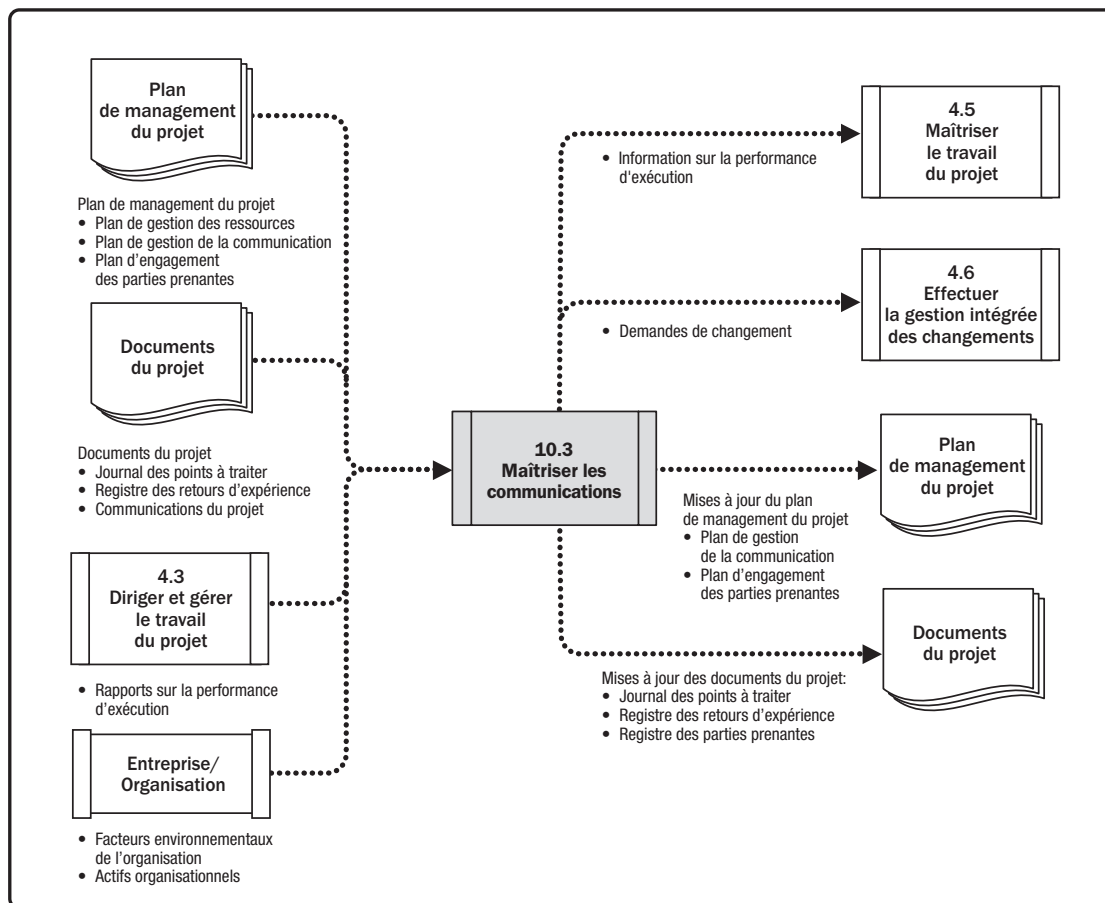 Plan
de management
du projet
Plan de management du projet
• Plan de gestion des ressources
• Plan de gestion de la communication
• Plan d’engagement
des parties prenantes
Documents
du projet
Documents du projet
• Journal des points à traiter
• Registre des retours d’expérience
• Communications du projet
4.3
Diriger et gérer
le travail
du projet
• Rapports sur la performance
d’exécution
Entreprise/
Organisation
• Facteurs environnementaux
de l’organisation
• Actifs organisationnels
10.3
Maîtriser les
communications
• Information sur la performance
d'exécution
4.5
Maîtriser
le travail
du projet
• Demandes de changement
4.6
Effectuer
la gestion intégrée
des changements
Mises à jour du plan
de management du projet
• Plan de gestion
de la communication
• Plan d’engagement
des parties prenantes
Plan
de management
du projet
Mises à jour des documents du projet:
• Journal des points à traiter
• Registre des retours d’expérience
• Registre des parties prenantes
Documents
du projet